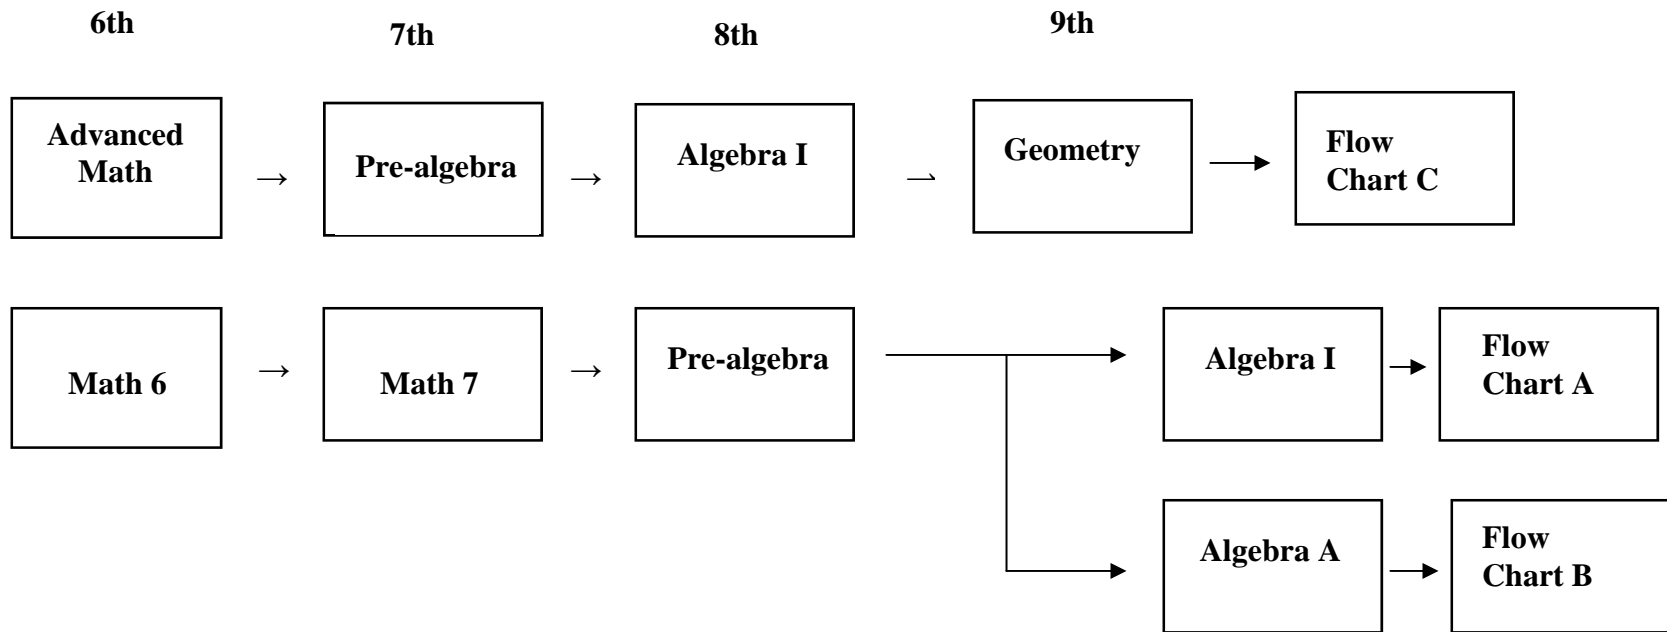 6th
7th
8th
9th
Advanced
Math
Pre-algebra
Algebra I
Geometry
Flow
Chart C
Math 6
Math 7
Pre-algebra
Algebra I
Flow
Chart A
Algebra A
Flow
Chart B